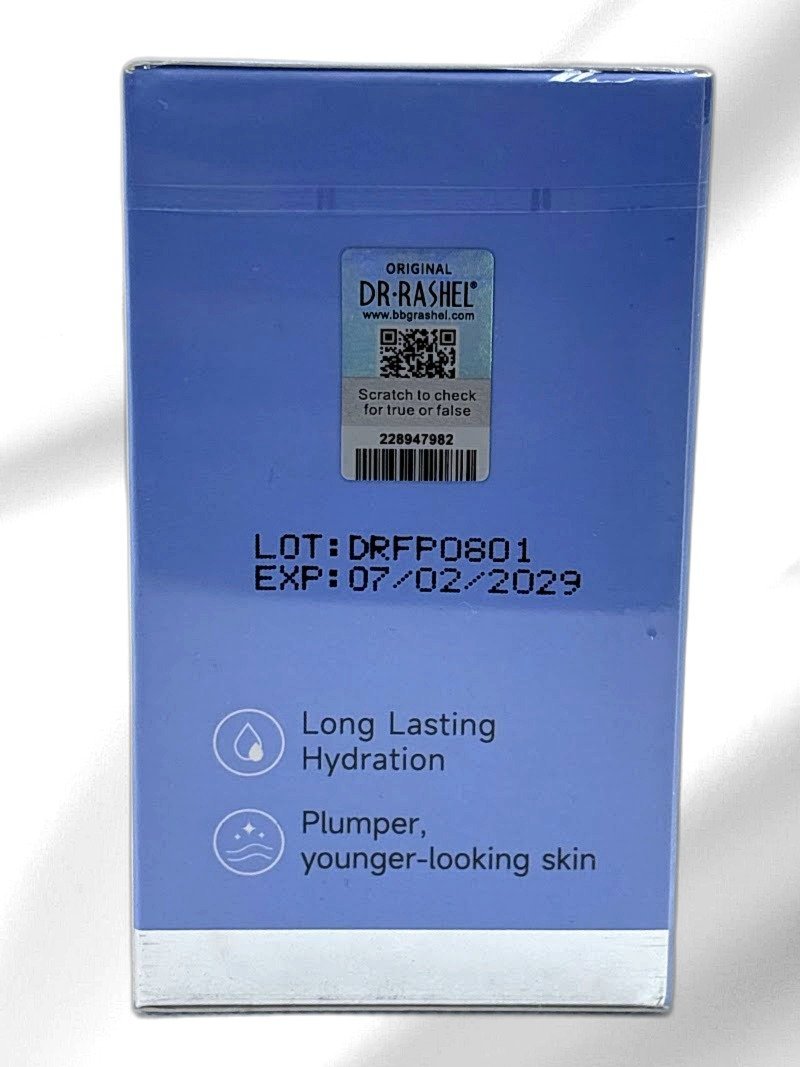 ORIGINAL
DR·RASHEL®
www.bbgrashel.com
Scratch to check
for true or false
228947982
LOT:DRFP0801
EXP:07/02/2029
Long Lasting
Hydration
Plumper,
younger-looking skin